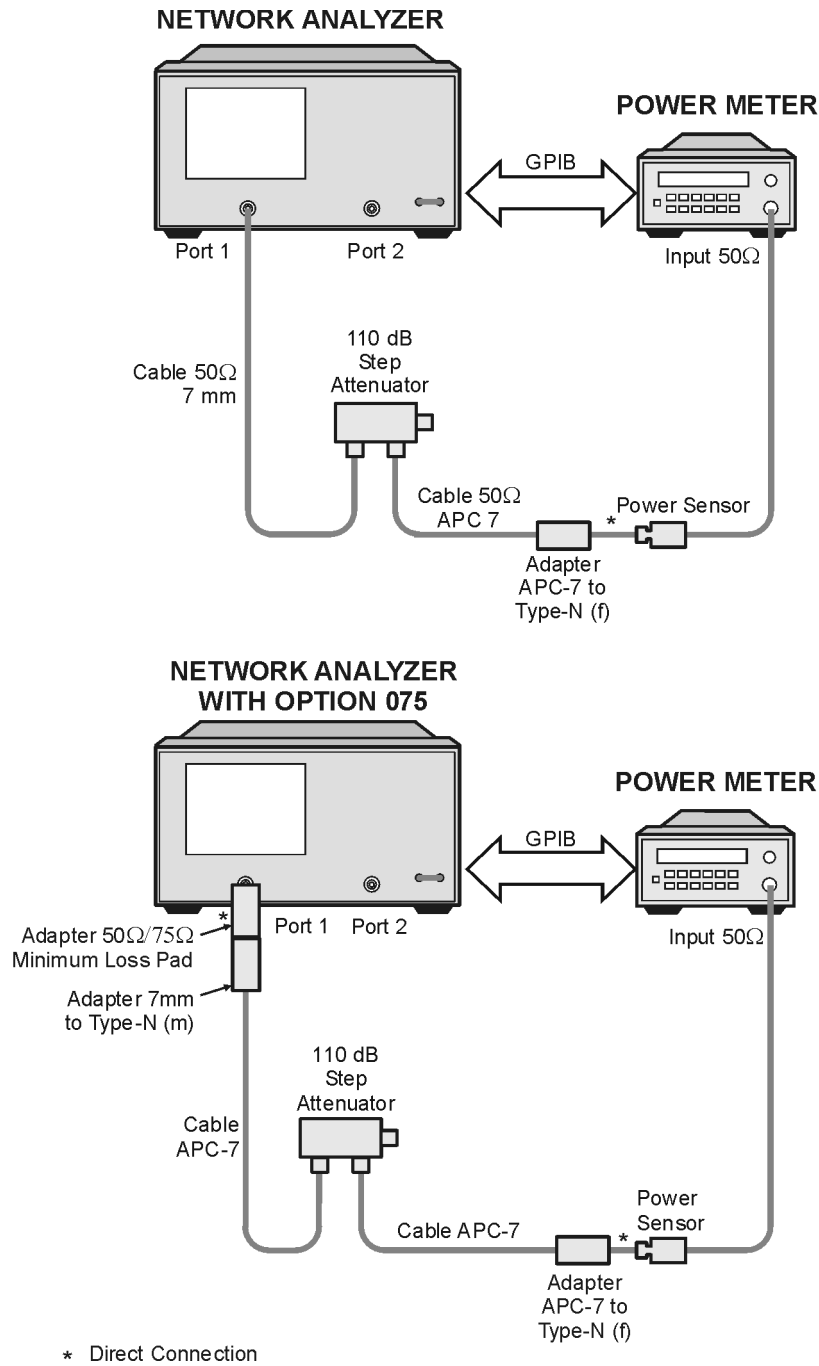 NETWORK ANALYZER
POWER METER
GPIB
Port 1
Port 2
Input 50Ω
110 dB
Step
Attenuator
Cable 50Ω
7 mm
Cable 50Ω
APC 7
*
Power Sensor
Adapter
APC-7 to
Type-N (f)
NETWORK ANALYZER
WITH OPTION 075
POWER METER
GPIB
*
Port 1
Port 2
Adapter 50Ω/75Ω
Minimum Loss Pad
Input 50Ω
Adapter 7mm
to Type-N (m)
110 dB
Step
Attenuator
Cable
APC-7
Power
Sensor
Cable APC-7
*
Adapter
APC-7 to
Type-N (f)
* Direct Connection